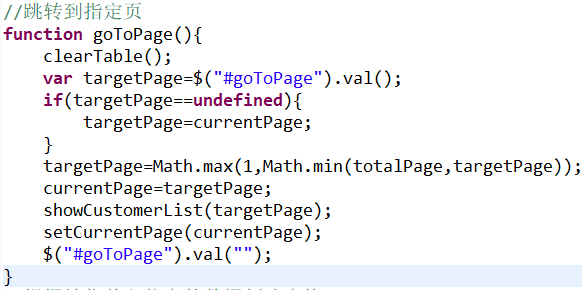 //跳转到指定页
function goToPage(){
    clearTable();
    var targetPage=$("#goToPage").val();
    if(targetPage==undefined){
        targetPage=currentPage;
    }
    targetPage=Math.max(1,Math.min(totalPage,targetPage));
    currentPage=targetPage;
    showCustomerList(targetPage);
    setCurrentPage(currentPage);
    $("#goToPage").val("");
}